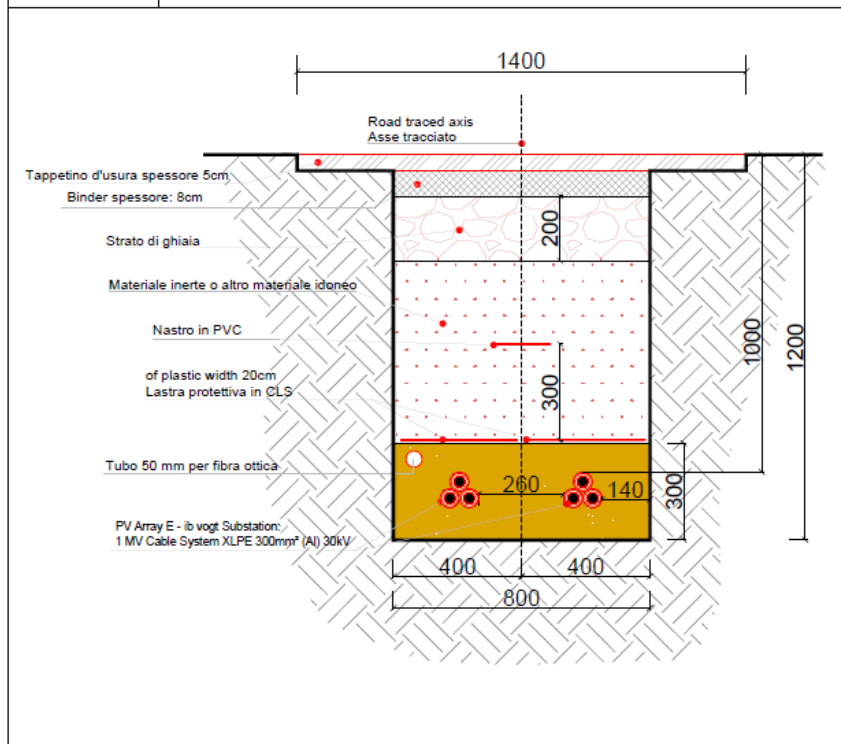 1400
Road traced axis
Asse tracciato
Tappetino d'usura spessore 5cm
Binder spessore: 8cm
200
Strato di ghiaia
Materiale inerte o altro materiale idoneo
1000
1200
Nastro in PVC
300
of plastic width 20cm
Lastra protettiva in CLS
Tubo 50 mm per fibra ottica
260
140
300
PV Array E - ib vogt Substation:
1 MV Cable System XLPE 300mm² (Al) 30kV
400
400
800